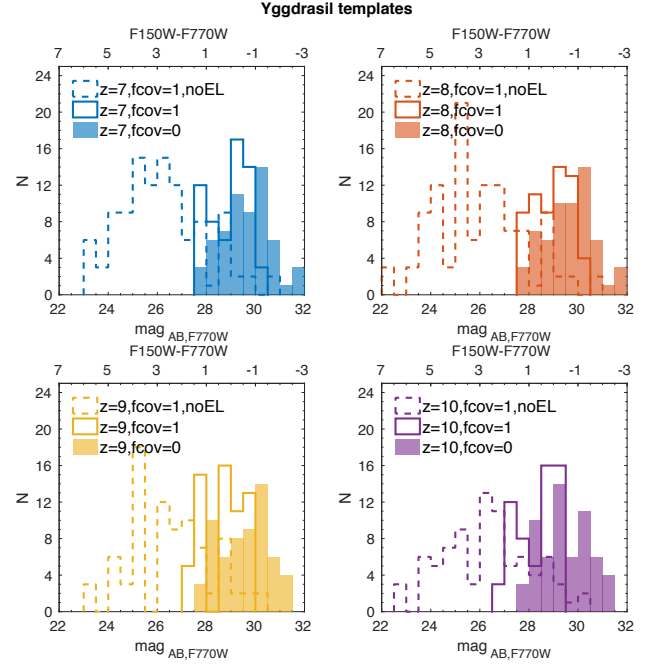 Yggdrasil templates
F150W-F770W
7 5 3 1 -1 -3
24
20
16
12
8
4
0
N
z=7,fcov=1,noEL
z=7,fcov=1
z=7,fcov=0
22 24 26 28 30 32
mag AB,F770W
F150W-F770W
7 5 3 1 -1 -3
24
20
16
12
8
4
0
N
z=8,fcov=1,noEL
z=8,fcov=1
z=8,fcov=0
22 24 26 28 30 32
mag AB,F770W
F150W-F770W
7 5 3 1 -1 -3
24
20
16
12
8
4
0
N
z=9,fcov=1,noEL
z=9,fcov=1
z=9,fcov=0
22 24 26 28 30 32
mag AB,F770W
F150W-F770W
7 5 3 1 -1 -3
24
20
16
12
8
4
0
N
z=10,fcov=1,noEL
z=10,fcov=1
z=10,fcov=0
22 24 26 28 30 32
mag AB,F770W